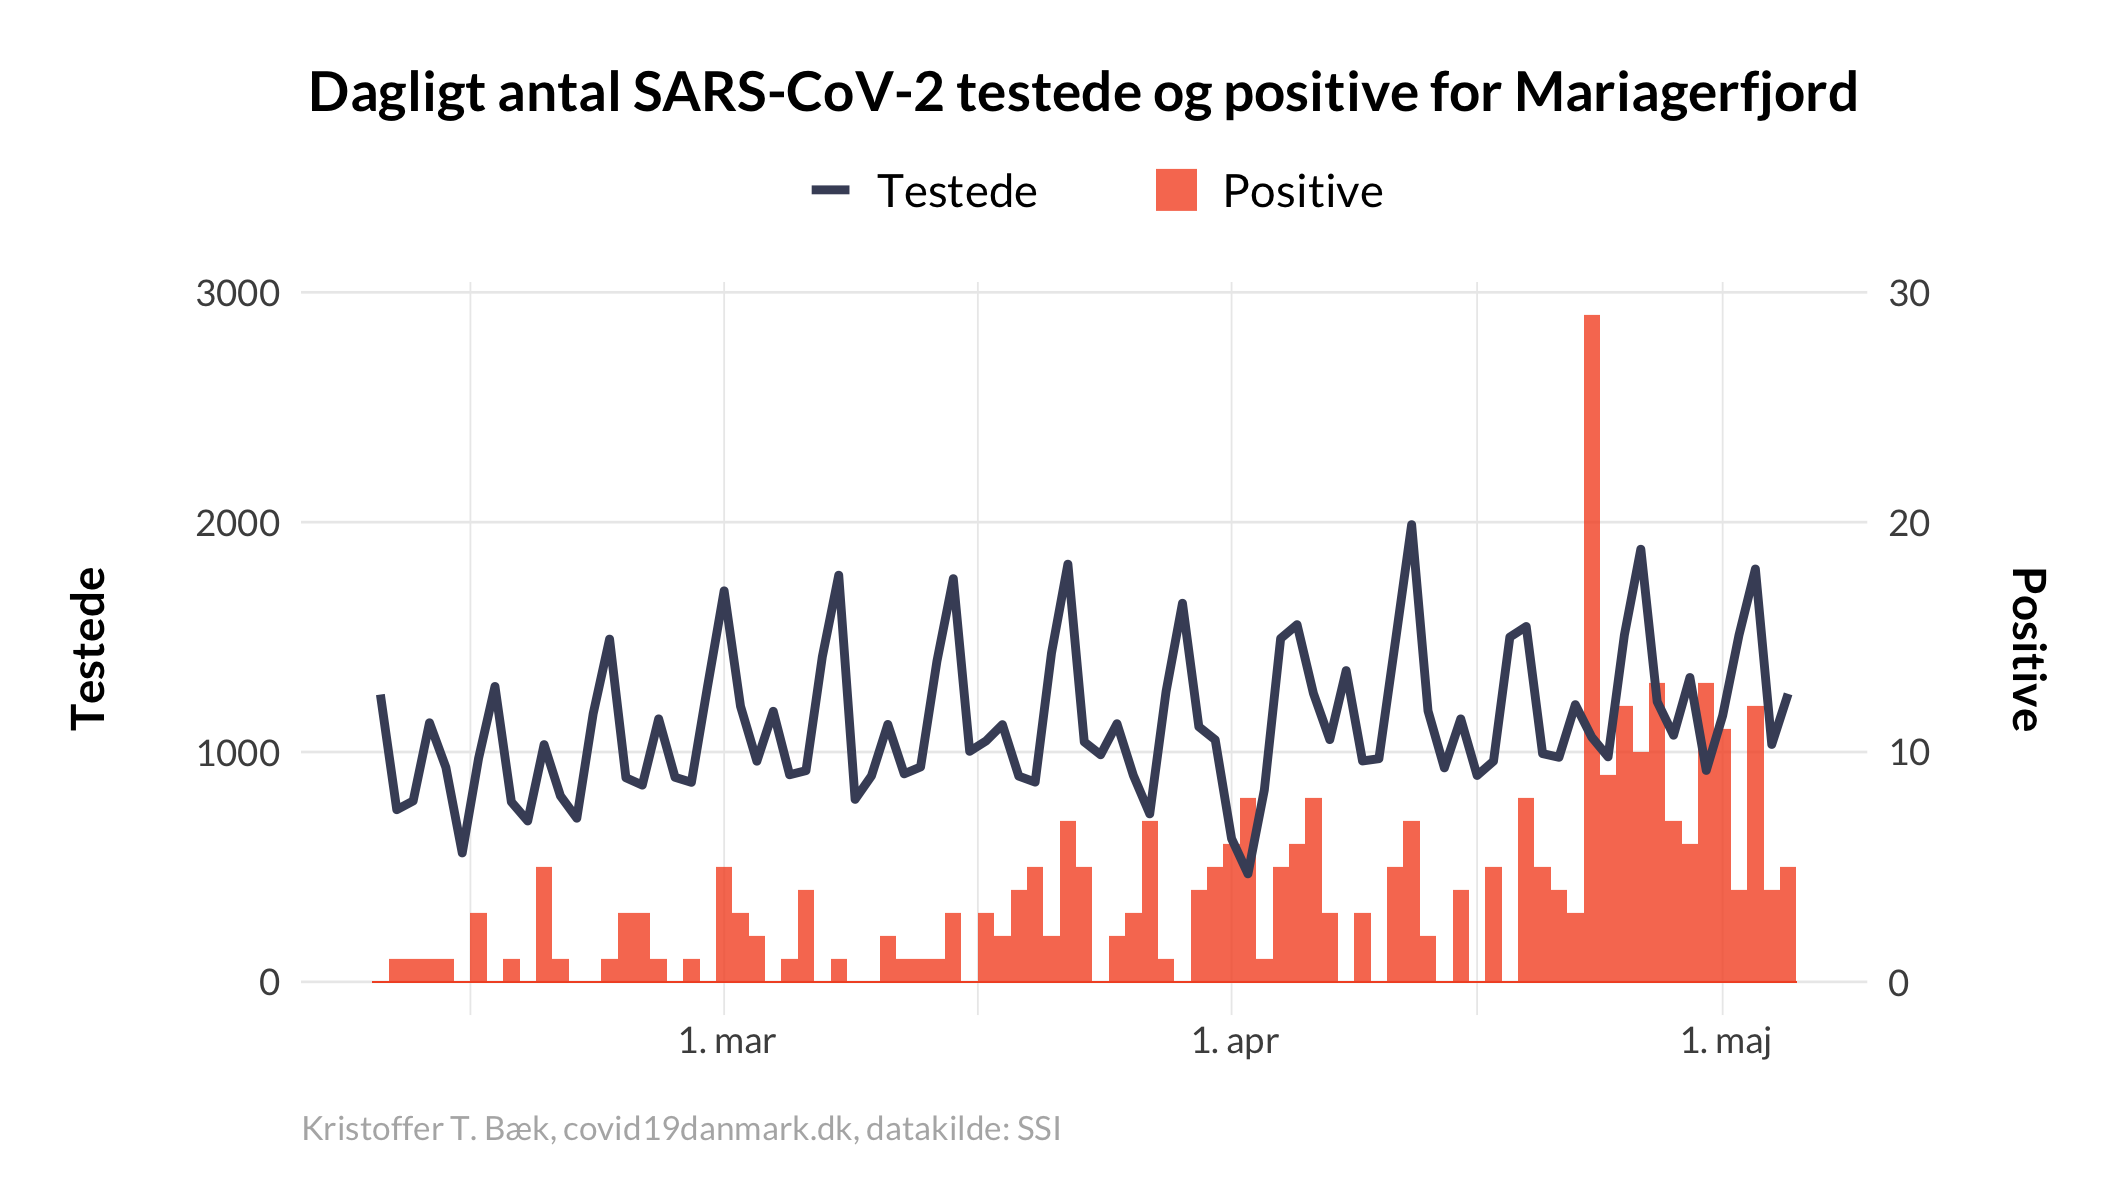 Dagligt antal SARS-CoV-2 testede og positive for Mariagerfjord
Testede
Positive
3000
2000
1000
0
Testede
30
20
10
0
Positive
1. mar
1. apr
1. maj
Kristoffer T. Bæk, covid19danmark.dk, datakilde: SSI